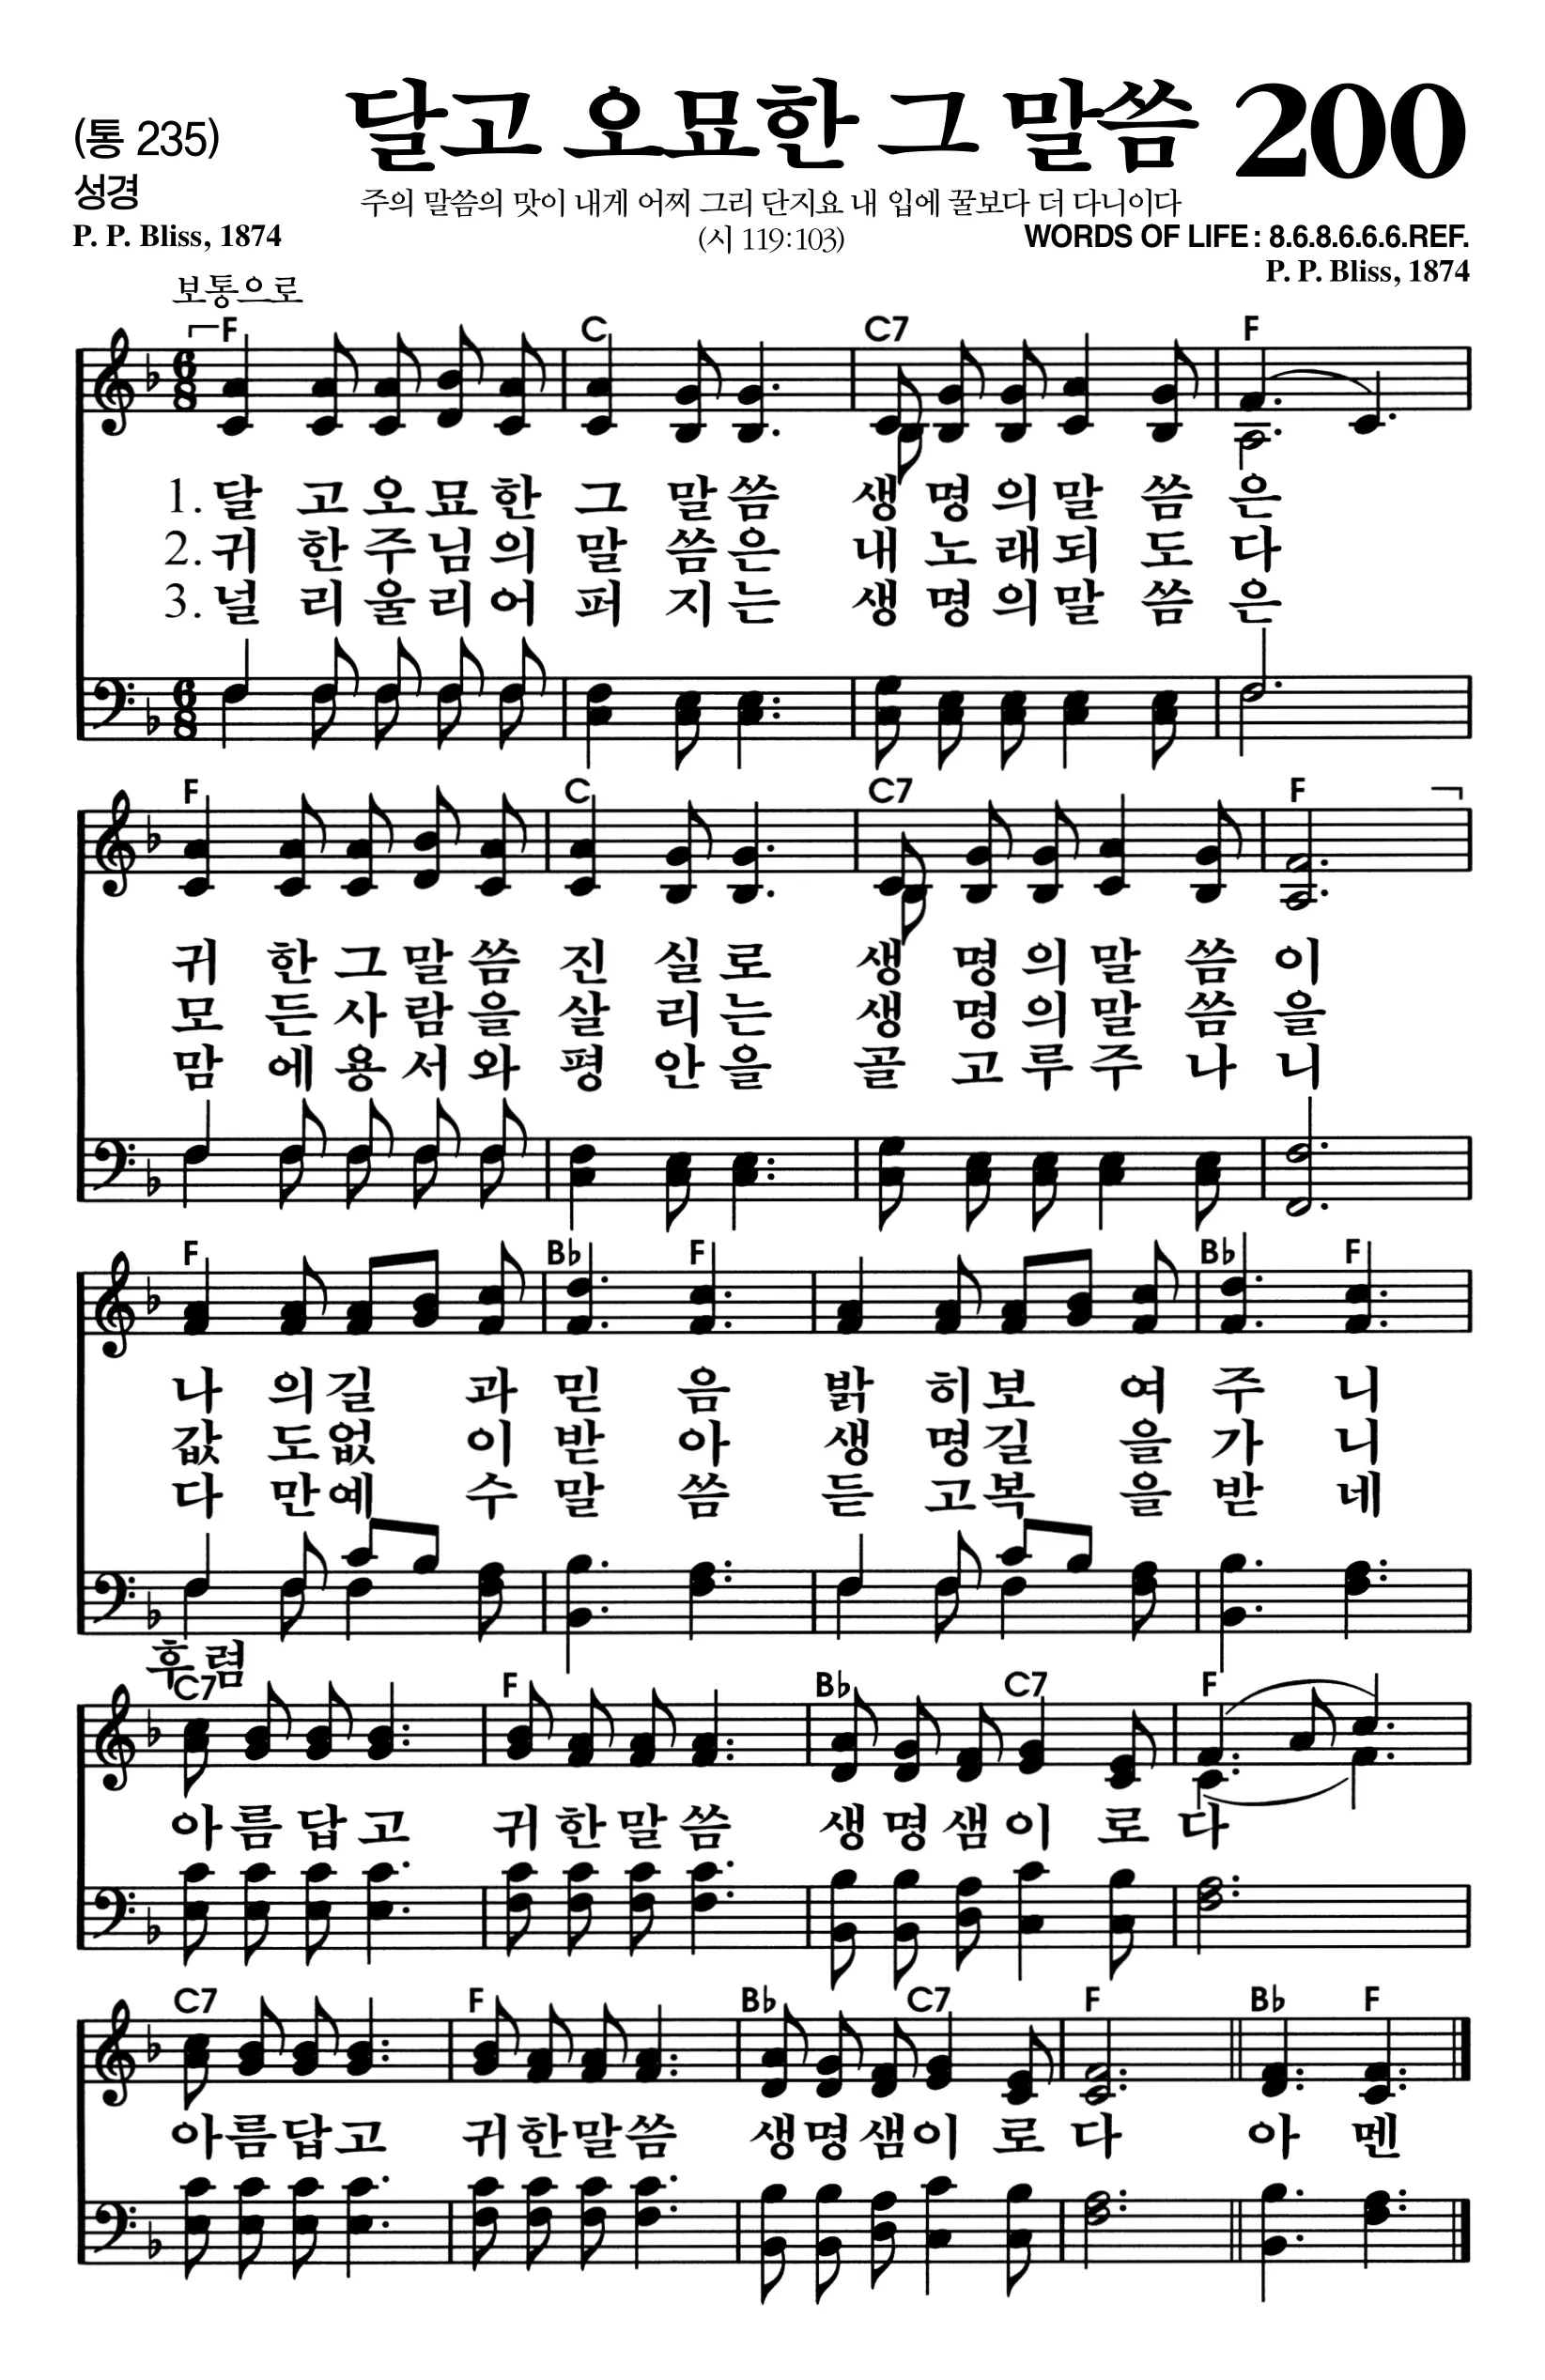 (통 235)
달고 오묘한 그 말씀 200
성경
주의 말씀의 맛이 내게 어찌 그리 단지요 내 입에 꿀보다 더 다니이다
P. P. Bliss, 1874
(시 119:103)
WORDS OF LIFE : 8.6.8.6.6.6.REF.
P. P. Bliss, 1874
보통으로
F C C7 F
1. 달 고 오 묘 한 그 말 씀 생 명 의 말 씀 은
2. 귀 한 주 님 의 말 씀 은 내 노 래 되 도 다
3. 널 리 울 리 어 퍼 지 는 생 명 의 말 씀 은
F C C7 F
귀 한 그 말 씀 진 실 로 생 명 의 말 씀 이
모 든 사 람 을 살 리 는 생 명 의 말 씀 을
맘 에 용 서 와 평 안 을 골 고 루 주 나 니
F B♭ F B♭ F
나 의 길 과 믿 음 밝 히 보 여 주 니
값 도 없 이 받 아 생 명 길 을 가 니
다 만 예 수 말 씀 듣 고 복 을 받 네
후렴
C7 F B♭ C7 F
아 름 답 고 귀 한 말 씀 생 명 샘 이 로 다
C7 F B♭ C7 F B♭ F
아 름 답 고 귀 한 말 씀 생 명 샘 이 로 다 아 멘